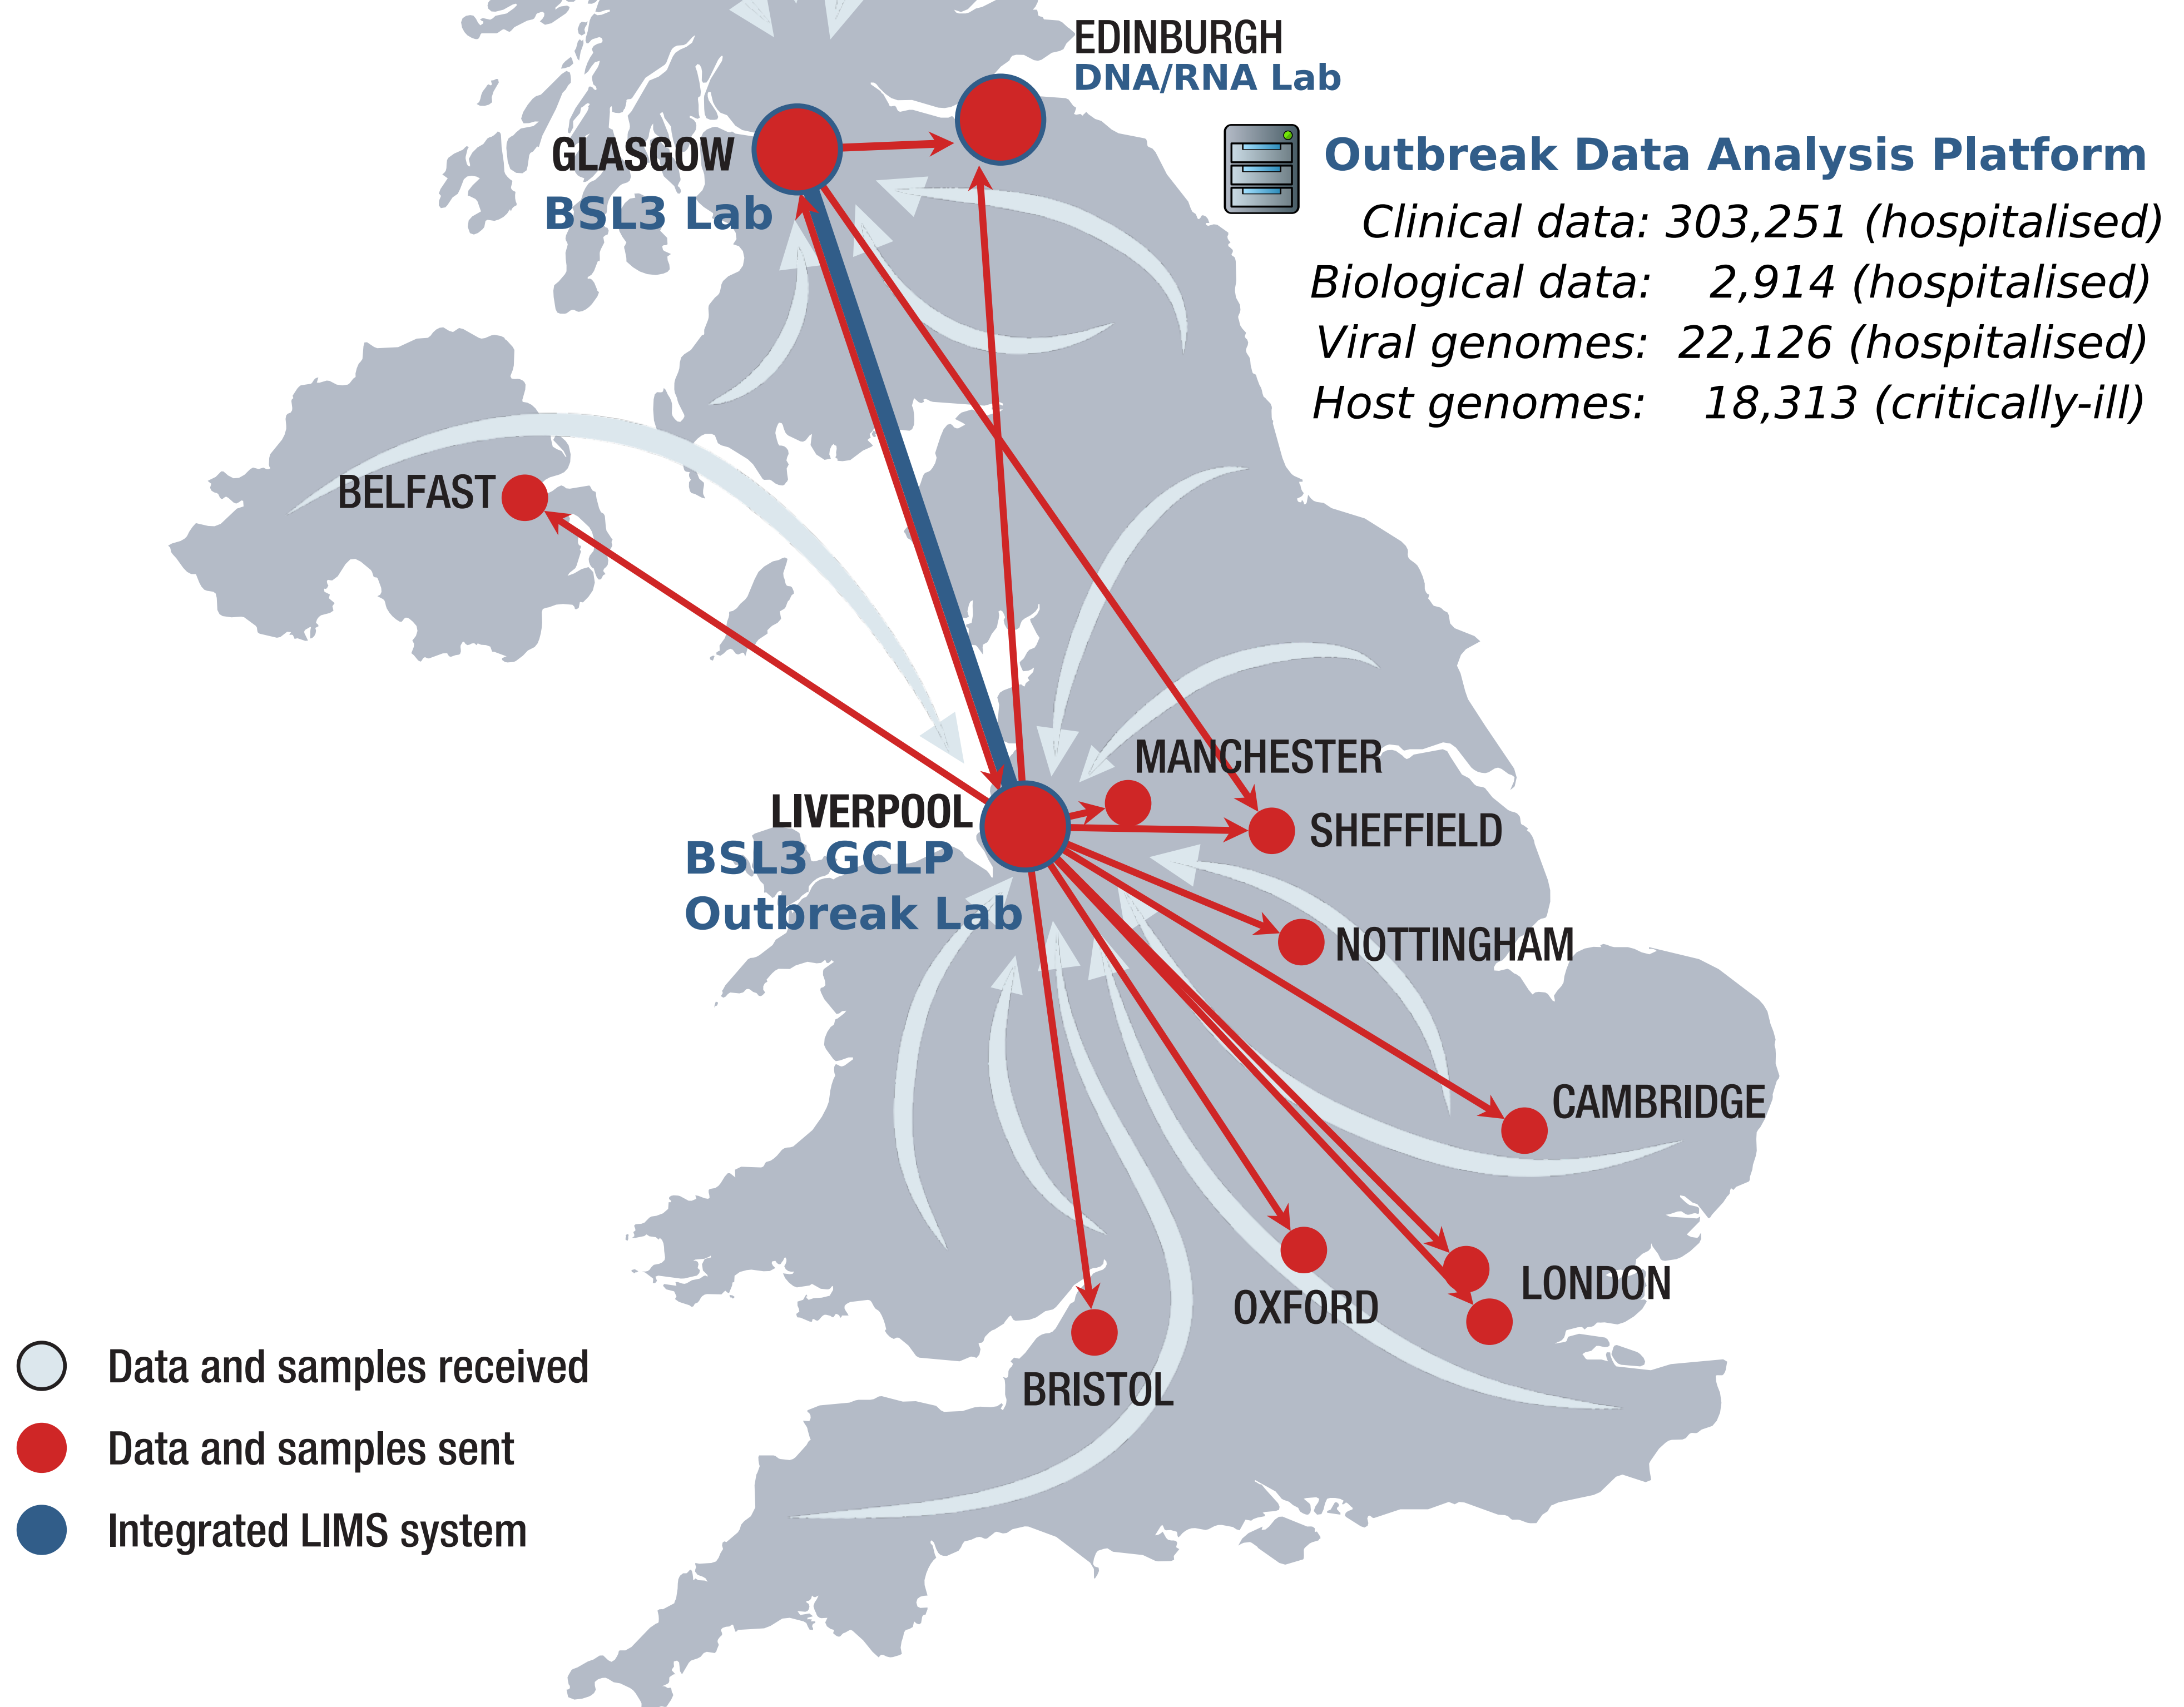 EDINBURGH
DNA/RNA Lab
GLASGOW
BSL3 Lab
Outbreak Data Analysis Platform
Clinical data: 303,251 (hospitalised)
Biological data: 2,914 (hospitalised)
Viral genomes: 22,126 (hospitalised)
Host genomes: 18,313 (critically-ill)
BELFAST
MANCHESTER
LIVERPOOL
BSL3 GCLP
Outbreak Lab
SHEFFIELD
NOTTINGHAM
CAMBRIDGE
LONDON
OXFORD
BRISTOL
Data and samples received
Data and samples sent
Integrated LIMS system